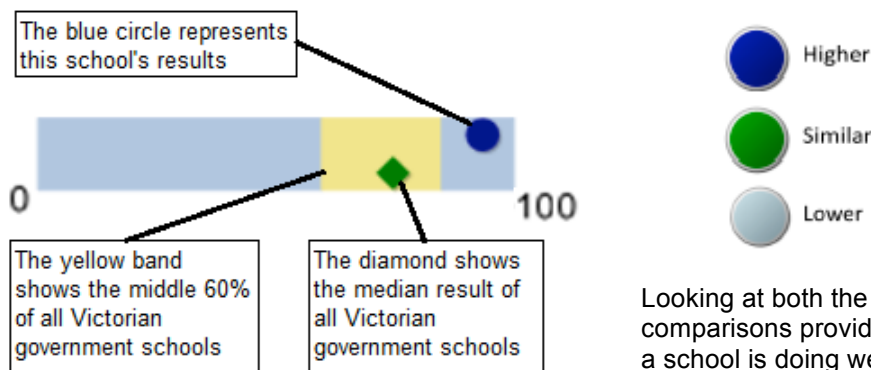 The blue circle represents
this school's results
0
100
The yellow band
shows the middle 60%
of all Victorian
government schools
The diamond shows
the median result of
all Victorian
government schools
Higher
Similar
Lower
Looking at both the
comparisons provid
a school is doing we